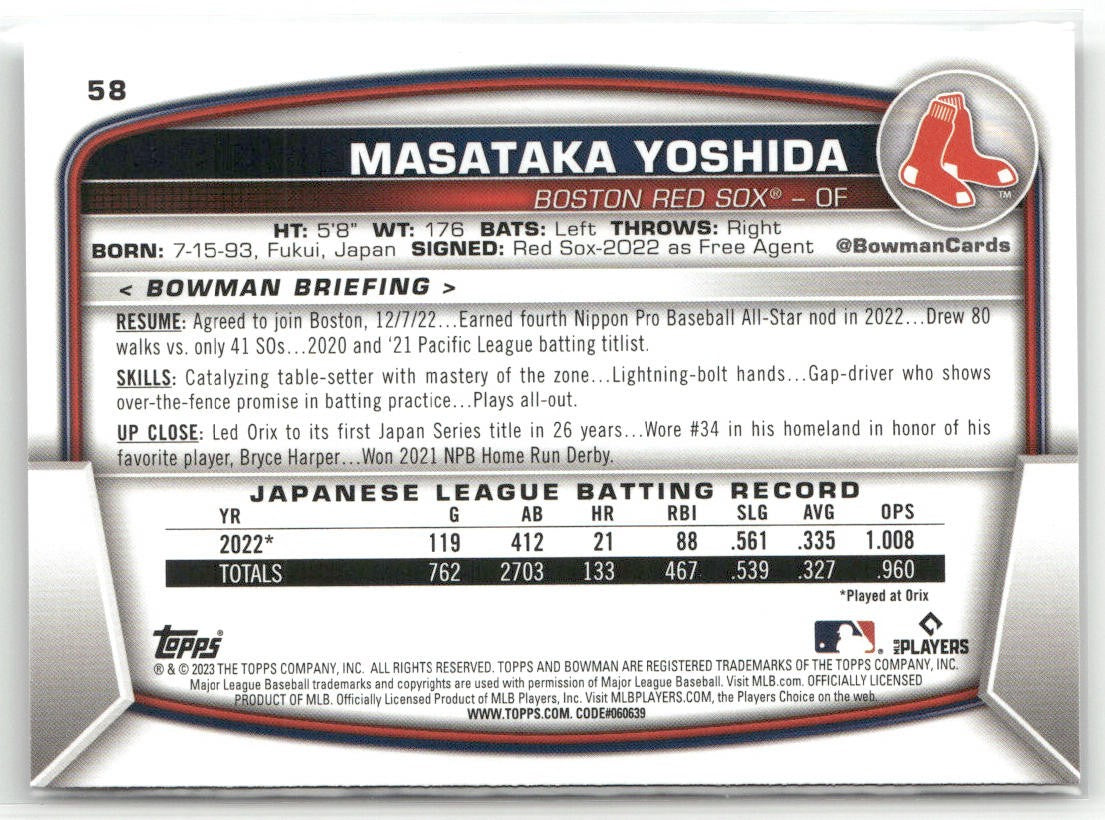 58
MASATAKA YOSHIDA
BOSTON RED SOX® – OF
TM
HT: 5'8" WT: 176 BATS: Left THROWS: Right
BORN: 7-15-93, Fukui, Japan SIGNED: Red Sox-2022 as Free Agent @BowmanCards
< BOWMAN BRIEFING >
RESUME: Agreed to join Boston, 12/7/22...Earned fourth Nippon Pro Baseball All-Star nod in 2022...Drew 80
walks vs. only 41 SOs...2020 and ‘21 Pacific League batting titlist.
SKILLS: Catalyzing table-setter with mastery of the zone...Lightning-bolt hands...Gap-driver who shows
over-the-fence promise in batting practice...Plays all-out.
UP CLOSE: Led Orix to its first Japan Series title in 26 years...Wore #34 in his homeland in honor of his
favorite player, Bryce Harper...Won 2021 NPB Home Run Derby.
JAPANESE LEAGUE BATTING RECORD
YR G AB HR RBI SLG AVG OPS
2022* 119 412 21 88 .561 .335 1.008
TOTALS 762 2703 133 467 .539 .327 .960
*Played at Orix
topps®
MLB PLAYERS
® & © 2023 THE TOPPS COMPANY, INC. ALL RIGHTS RESERVED. TOPPS AND BOWMAN ARE REGISTERED TRADEMARKS OF THE TOPPS COMPANY, INC.
Major League Baseball trademarks and copyrights are used with permission of Major League Baseball. Visit MLB.com. OFFICIALLY LICENSED
PRODUCT OF MLB. Officially Licensed Product of MLB Players, Inc. Visit MLBPLAYERS.COM, the Players Choice on the web.
WWW.TOPPS.COM. CODE#060639